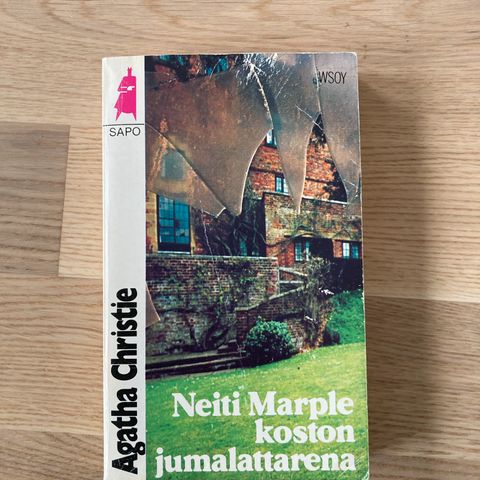 SAPO
WSOY
Agatha Christie
Neiti Marple
koston
jumalattarena